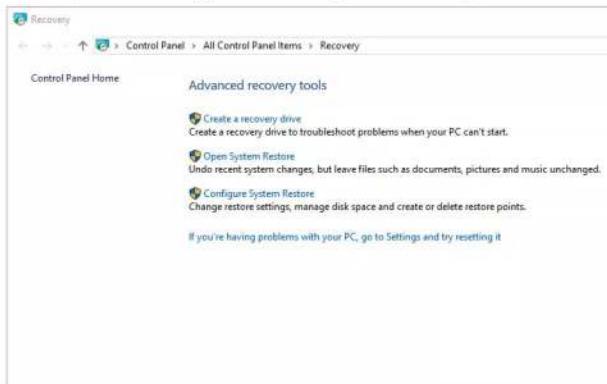 Recovery
Control Panel > All Control Panel Items > Recovery
Control Panel Home
Advanced recovery tools
Create a recovery drive
Create a recovery drive to troubleshoot problems when your PC can't start.
Open System Restore
Undo recent system changes, but leave files such as documents, pictures and music unchanged.
Configure System Restore
Change restore settings, manage disk space and create or delete restore points.
If you're having problems with your PC, go to Settings and try resetting it